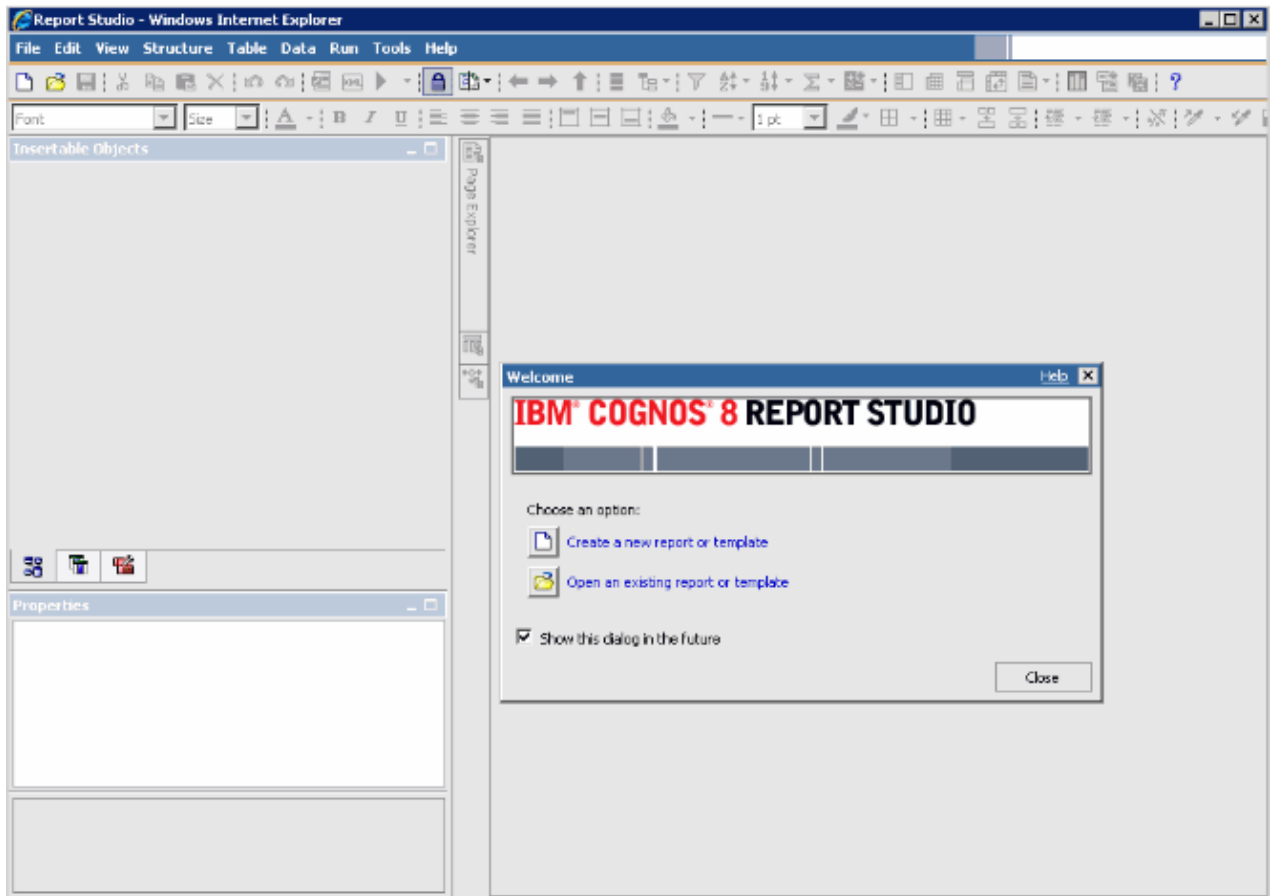 Report Studio - Windows Internet Explorer
File Edit View Structure Table Data Run Tools Help
Font Size A B I U 1 pt
Insertable Objects
Page Explorer
Welcome Help
IBM® COGNOS® 8 REPORT STUDIO
Choose an option:
Create a new report or template
Open an existing report or template
Properties
Show this dialog in the future
Close